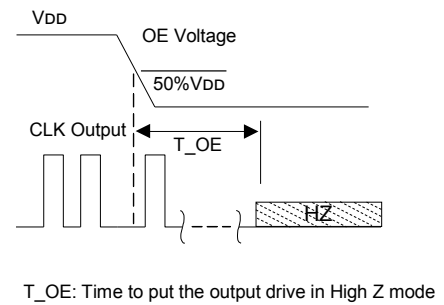 VDD
OE Voltage
50%VDD
CLK Output
T_OE
HZ
T_OE: Time to put the output drive in High Z mode